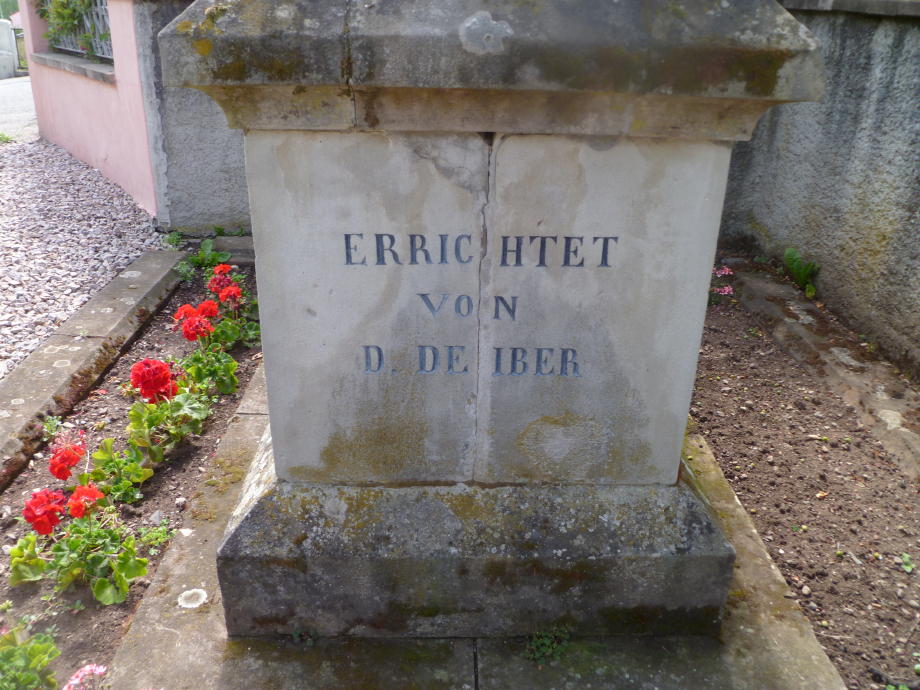 ERRICHTET
VON
D. DEIBER